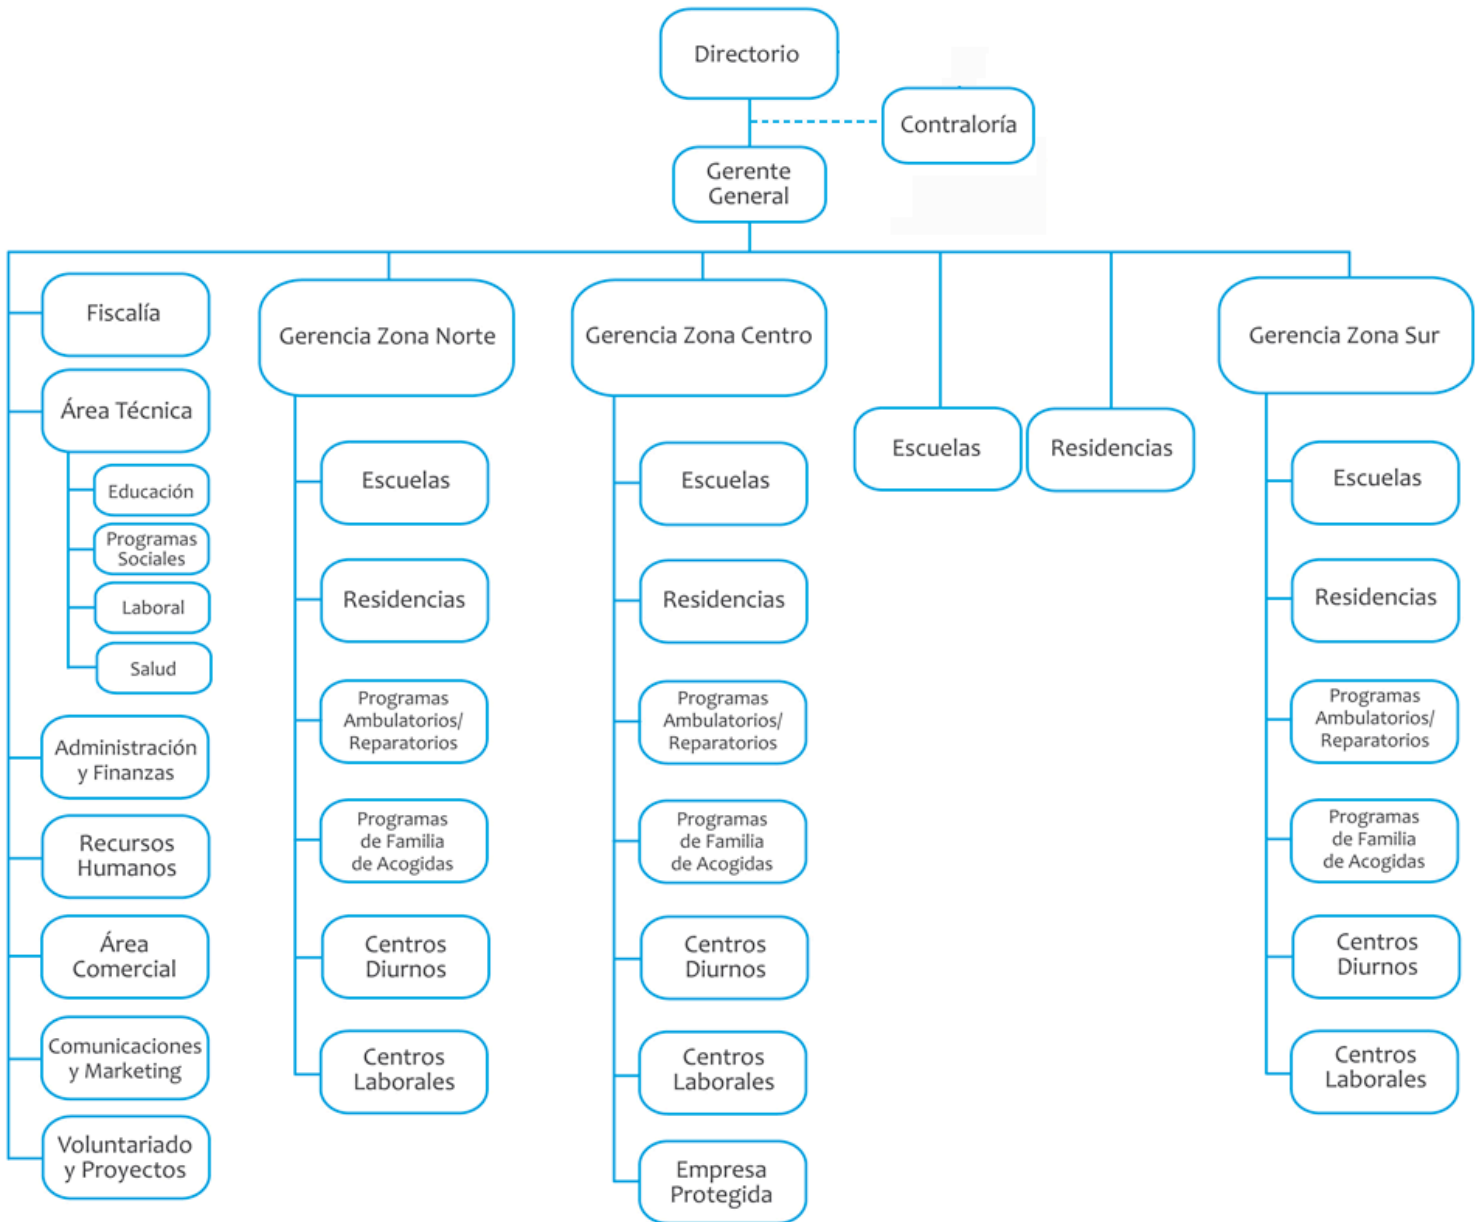 Directorio
Contraloría
Gerente
General
Fiscalía
Área Técnica
Educación
Programas
Sociales
Laboral
Salud
Administración
y Finanzas
Recursos
Humanos
Área
Comercial
Comunicaciones
y Marketing
Voluntariado
y Proyectos
Gerencia Zona Norte
Escuelas
Residencias
Programas
Ambulatorios/
Reparatorios
Programas
de Familia
de Acogidas
Centros
Diurnos
Centros
Laborales
Gerencia Zona Centro
Escuelas
Residencias
Programas
Ambulatorios/
Reparatorios
Programas
de Familia
de Acogidas
Centros
Diurnos
Centros
Laborales
Empresa
Protegida
Escuelas
Residencias
Gerencia Zona Sur
Escuelas
Residencias
Programas
Ambulatorios/
Reparatorios
Programas
de Familia
de Acogidas
Centros
Diurnos
Centros
Laborales